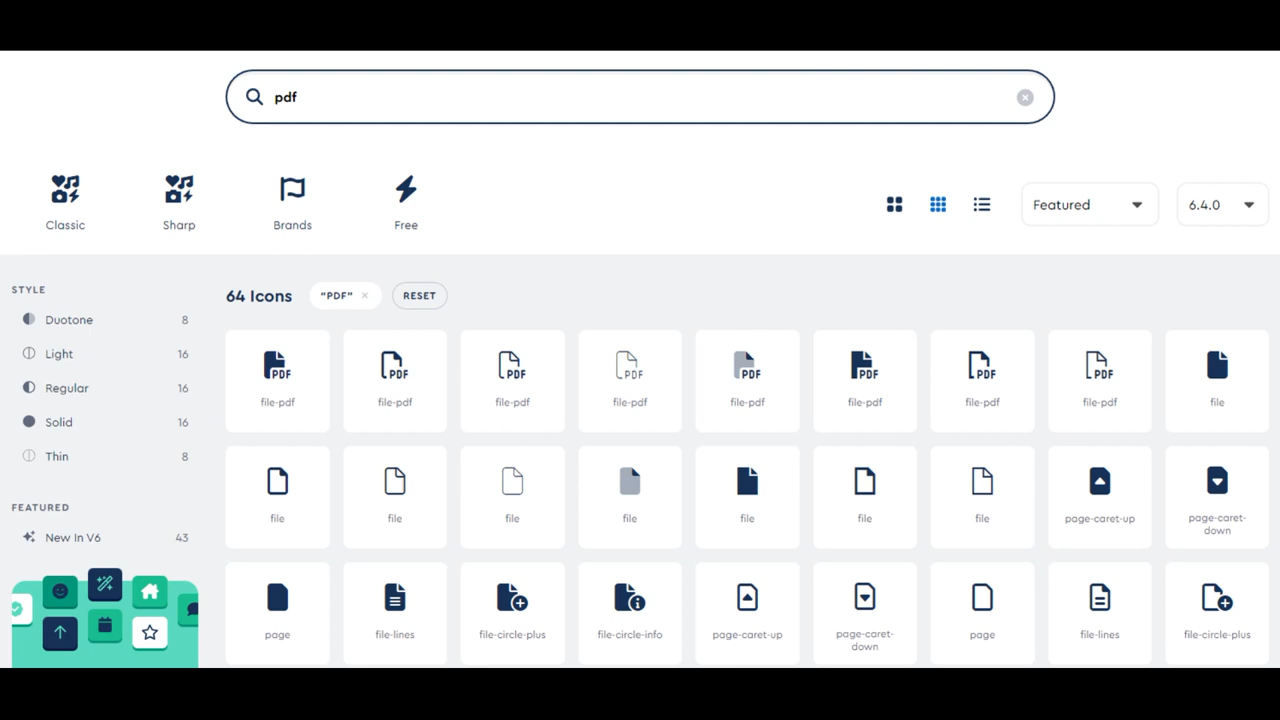 pdf
Classic
Sharp
Brands
Free
Featured
6.4.0
STYLE
Duotone 8
Light 16
Regular 16
Solid 16
Thin 8
FEATURED
New In V6 43
64 Icons "PDF" × RESET
PDF PDF PDF PDF PDF PDF PDF PDF
file-pdf file-pdf file-pdf file-pdf file-pdf file-pdf file-pdf file-pdf file
file file file file file file file page-caret-up page-caret-
down
page file-lines file-circle-plus file-circle-info page-caret-up page-caret- page file-lines file-circle-plus
down